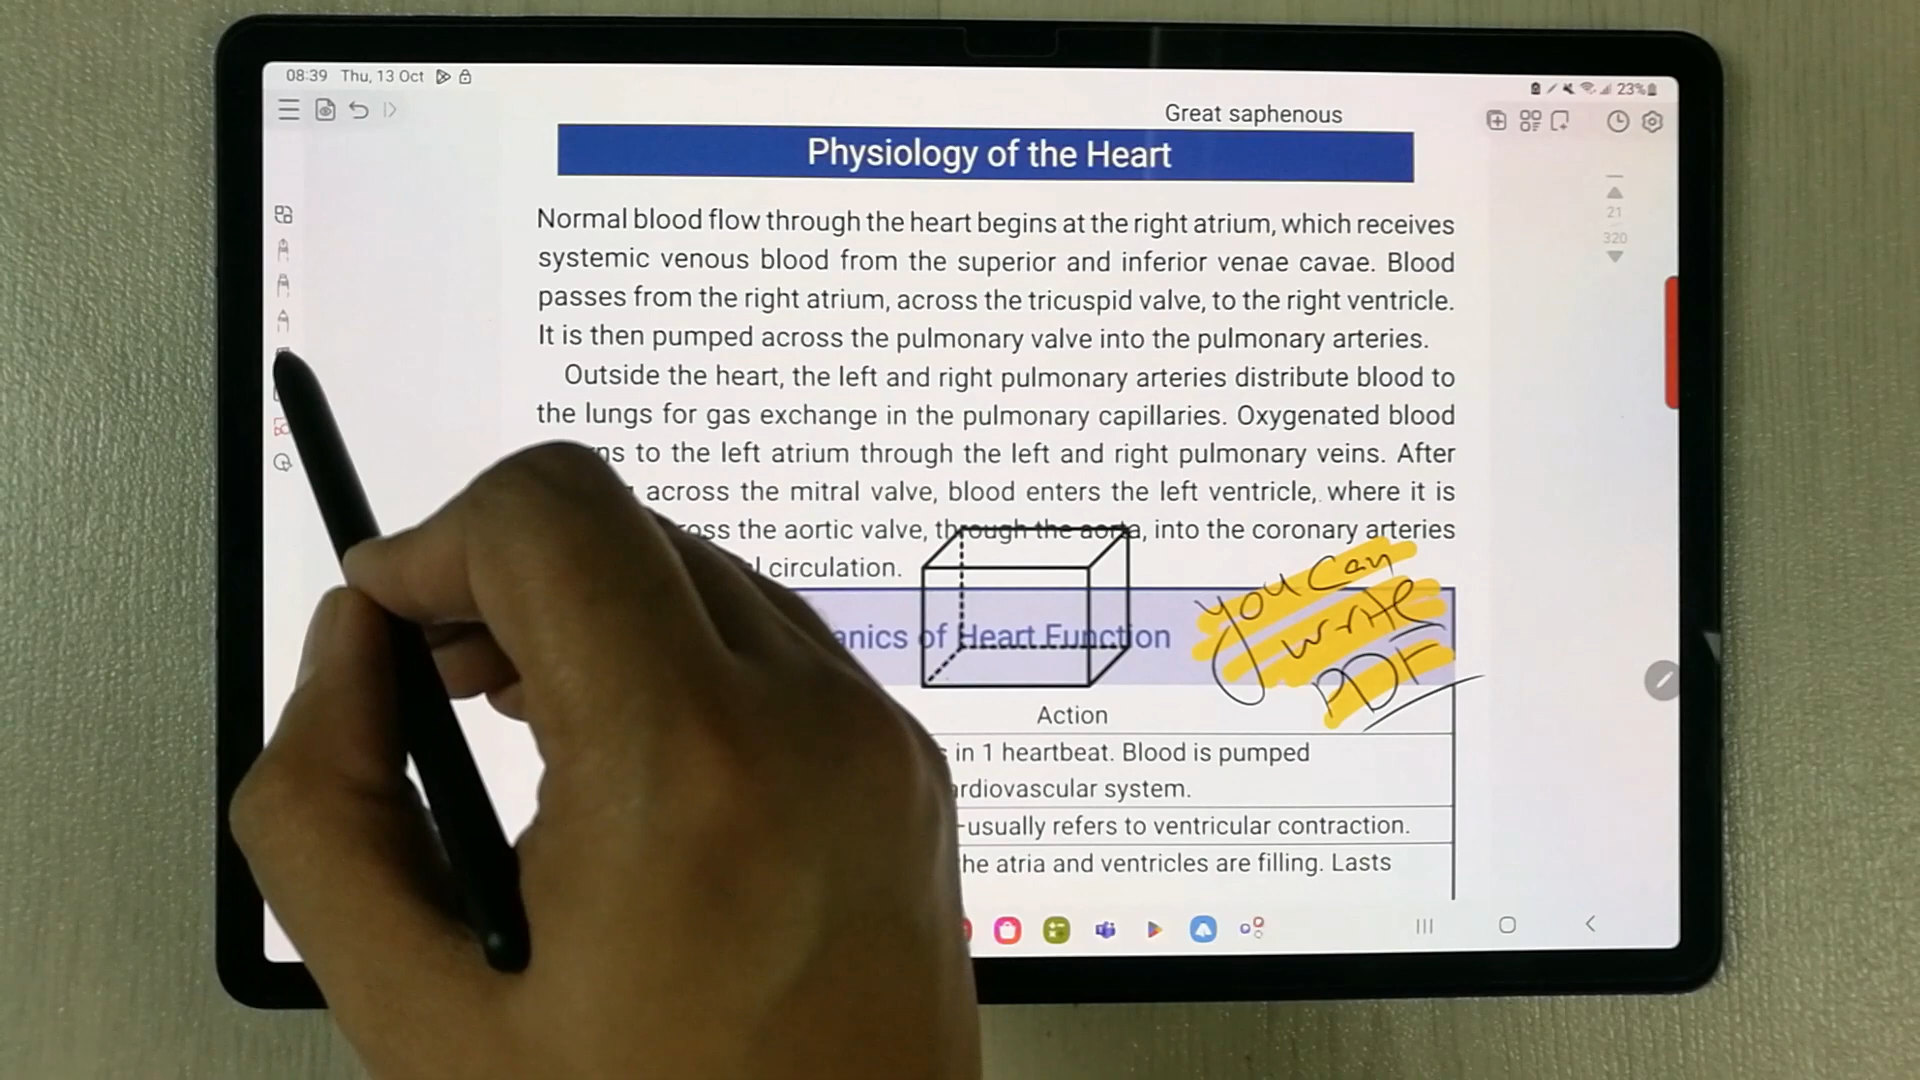 08:39 Thu, 13 Oct
23%
Great saphenous
Physiology of the Heart
21
320
Normal blood flow through the heart begins at the right atrium, which receives
systemic venous blood from the superior and inferior venae cavae. Blood
passes from the right atrium, across the tricuspid valve, to the right ventricle.
It is then pumped across the pulmonary valve into the pulmonary arteries.
Outside the heart, the left and right pulmonary arteries distribute blood to
the lungs for gas exchange in the pulmonary capillaries. Oxygenated blood
to the left atrium through the left and right pulmonary veins. After
across the mitral valve, blood enters the left ventricle, where it is
the aortic valve, through the aorta, into the coronary arteries
circulation.
of Heart Function
you can
write
PDF
Action
in 1 heartbeat. Blood is pumped
system.
usually refers to ventricular contraction.
atria and ventricles are filling. Lasts